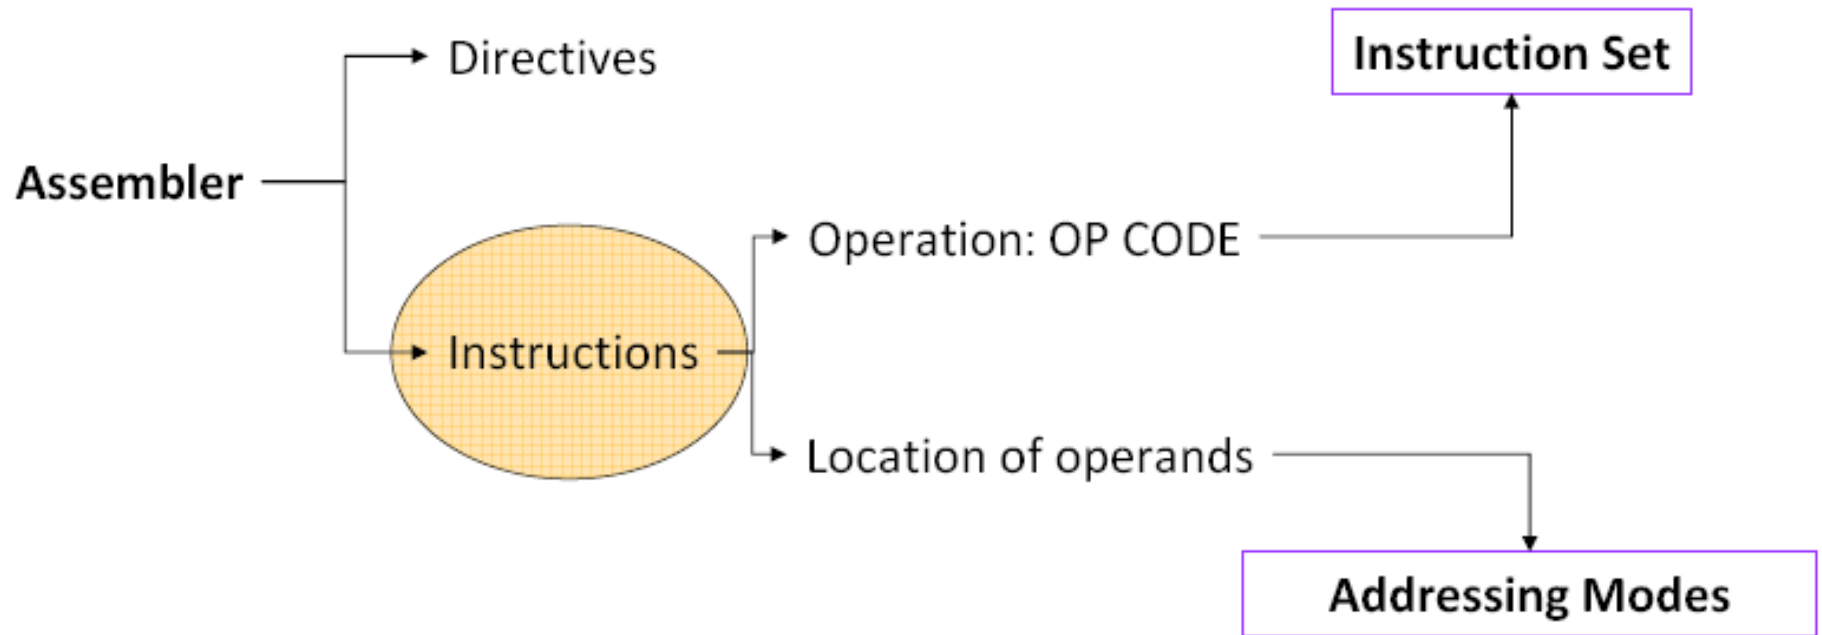 Directives
Instruction Set
Assembler
Operation: OP CODE
Instructions
Location of operands
Addressing Modes